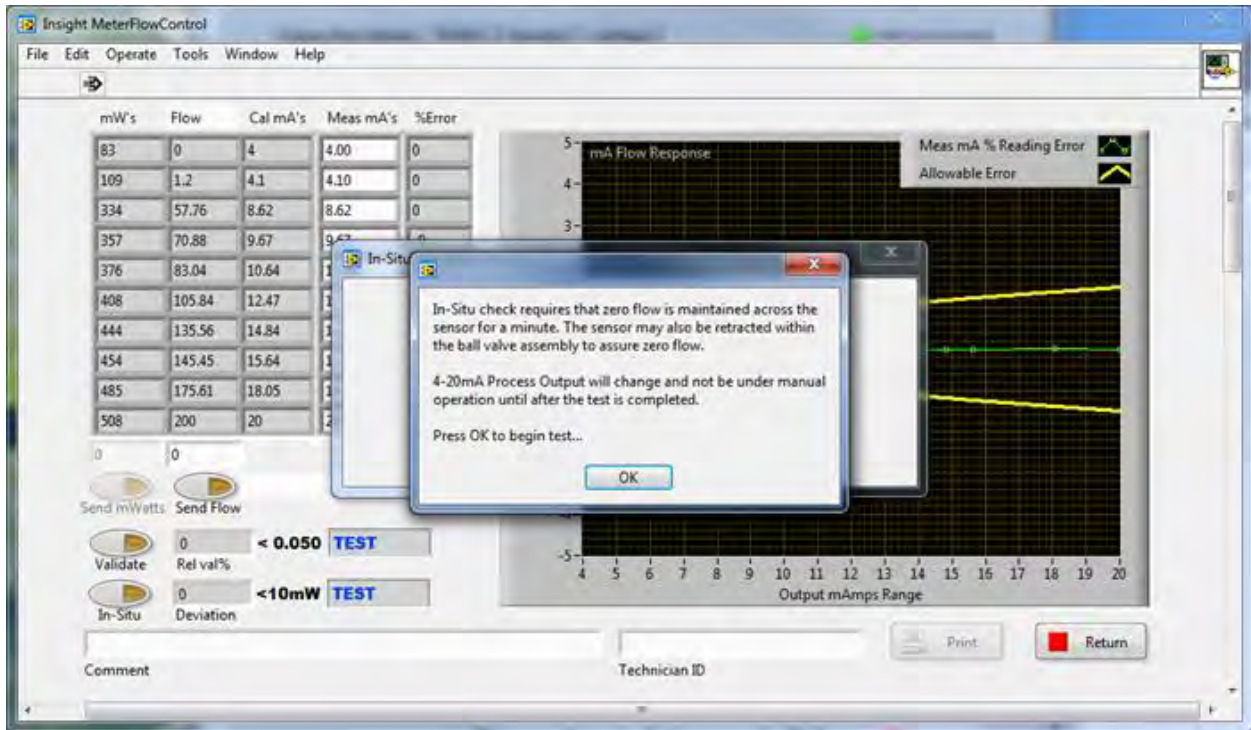 Insight MeterFlowControl
File Edit Operate Tools Window Help
mW's Flow Cal mA's Meas mA's %Error
83 0 4 4.00 0
109 1.2 4.1 4.10 0
334 57.76 8.62 8.62 0
357 70.88 9.67
376 83.04 10.64
408 105.84 12.47
444 135.56 14.84
454 145.45 15.64
485 175.61 18.05
508 200 20
0 0
Send mWatts Send Flow
Validate
0
Rel val%
< 0.050 TEST
In-Situ
0
Deviation
<10mW TEST
Comment
Technician ID
Print
Return
mA Flow Response
Meas mA % Reading Error
Allowable Error
5
4
3
-5
4 5 6 7 8 9 10 11 12 13 14 15 16 17 18 19 20
Output mAmps Range
In-Situ check requires that zero flow is maintained across the
sensor for a minute. The sensor may also be retracted within
the ball valve assembly to assure zero flow.
4-20mA Process Output will change and not be under manual
operation until after the test is completed.
Press OK to begin test...
OK